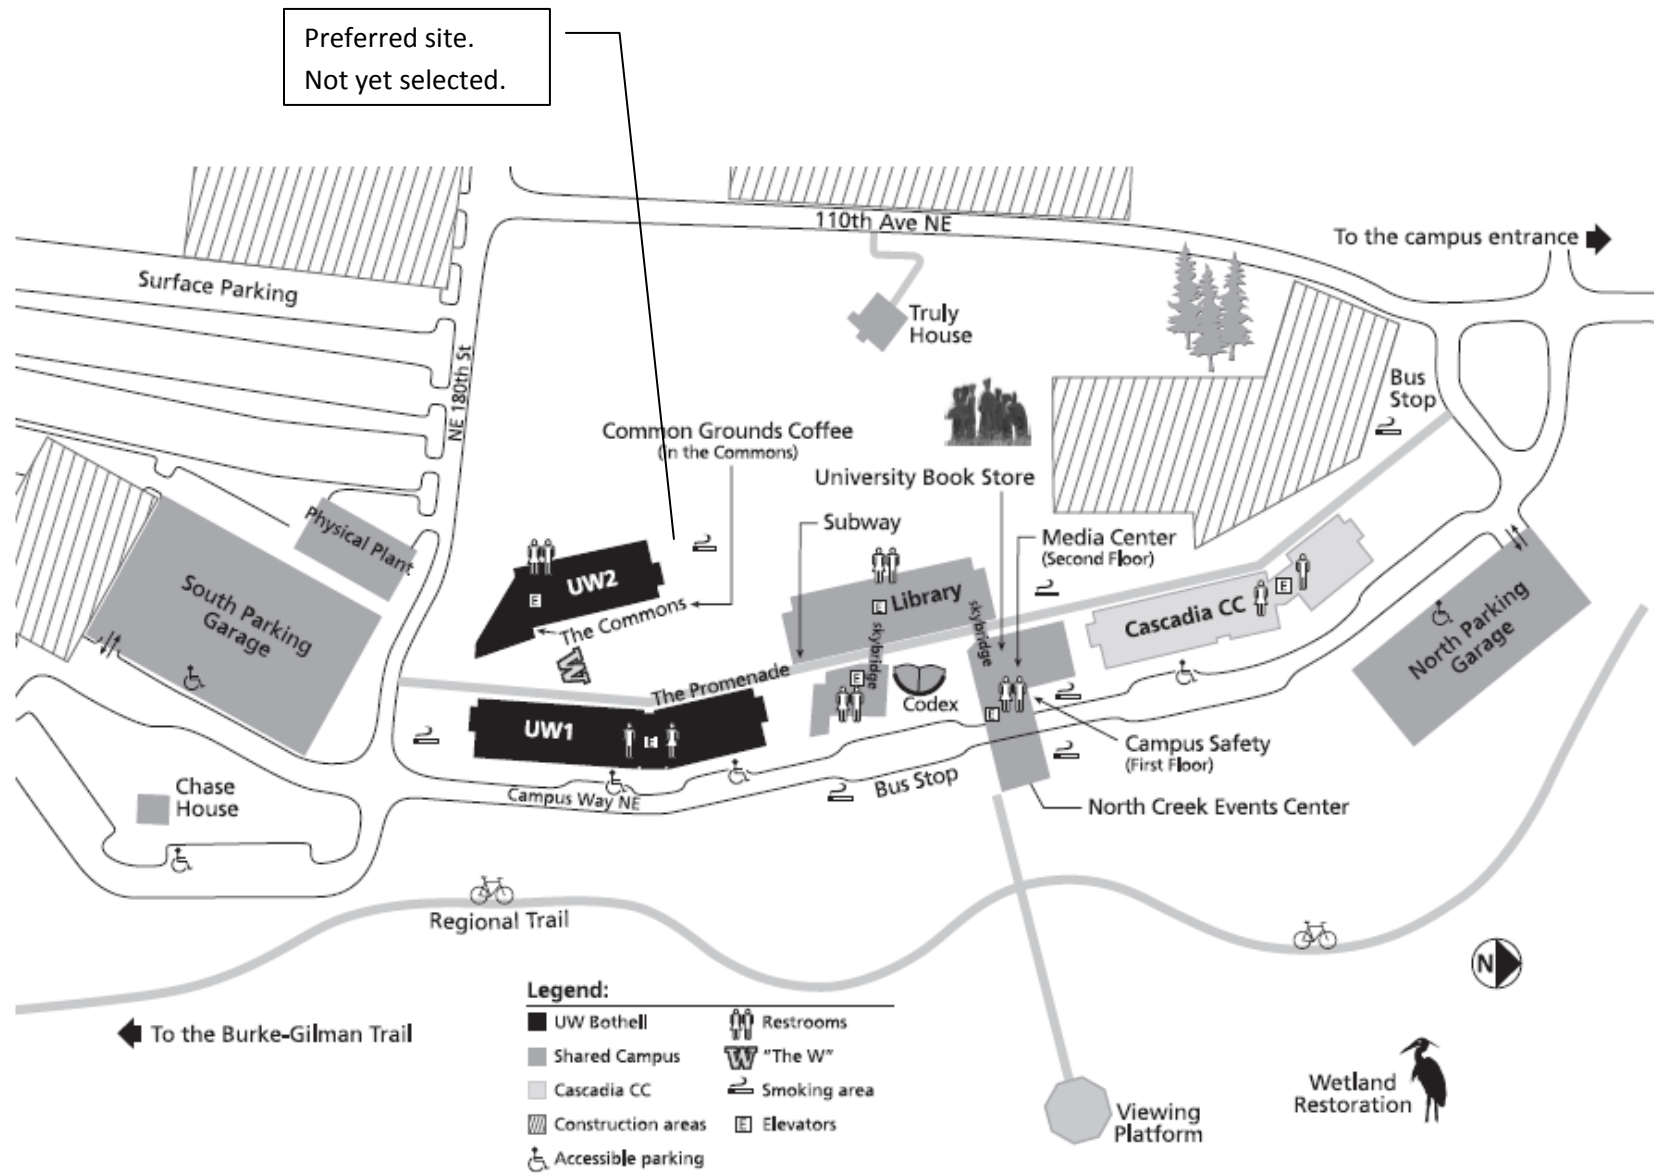 Preferred site.
Not yet selected.
110th Ave NE
To the campus entrance
Surface Parking
Truly
House
NE 180th St
Bus
Stop
Common Grounds Coffee
(in the Commons)
University Book Store
Subway
Media Center
(Second Floor)
Physical Plant
South Parking
Garage
UW2
E
The Commons
W
Library
E
skybridge
skybridge
Cascadia CC
E
North Parking
Garage
The Promenade
E
Codex
E
UW1
E
Campus Safety
(First Floor)
Bus Stop
Campus Way NE
North Creek Events Center
Chase
House
Regional Trail
N
To the Burke-Gilman Trail
Legend:
UW Bothell
Restrooms
Shared Campus
W "The W"
Cascadia CC
Smoking area
Construction areas
E Elevators
Accessible parking
Viewing
Platform
Wetland
Restoration